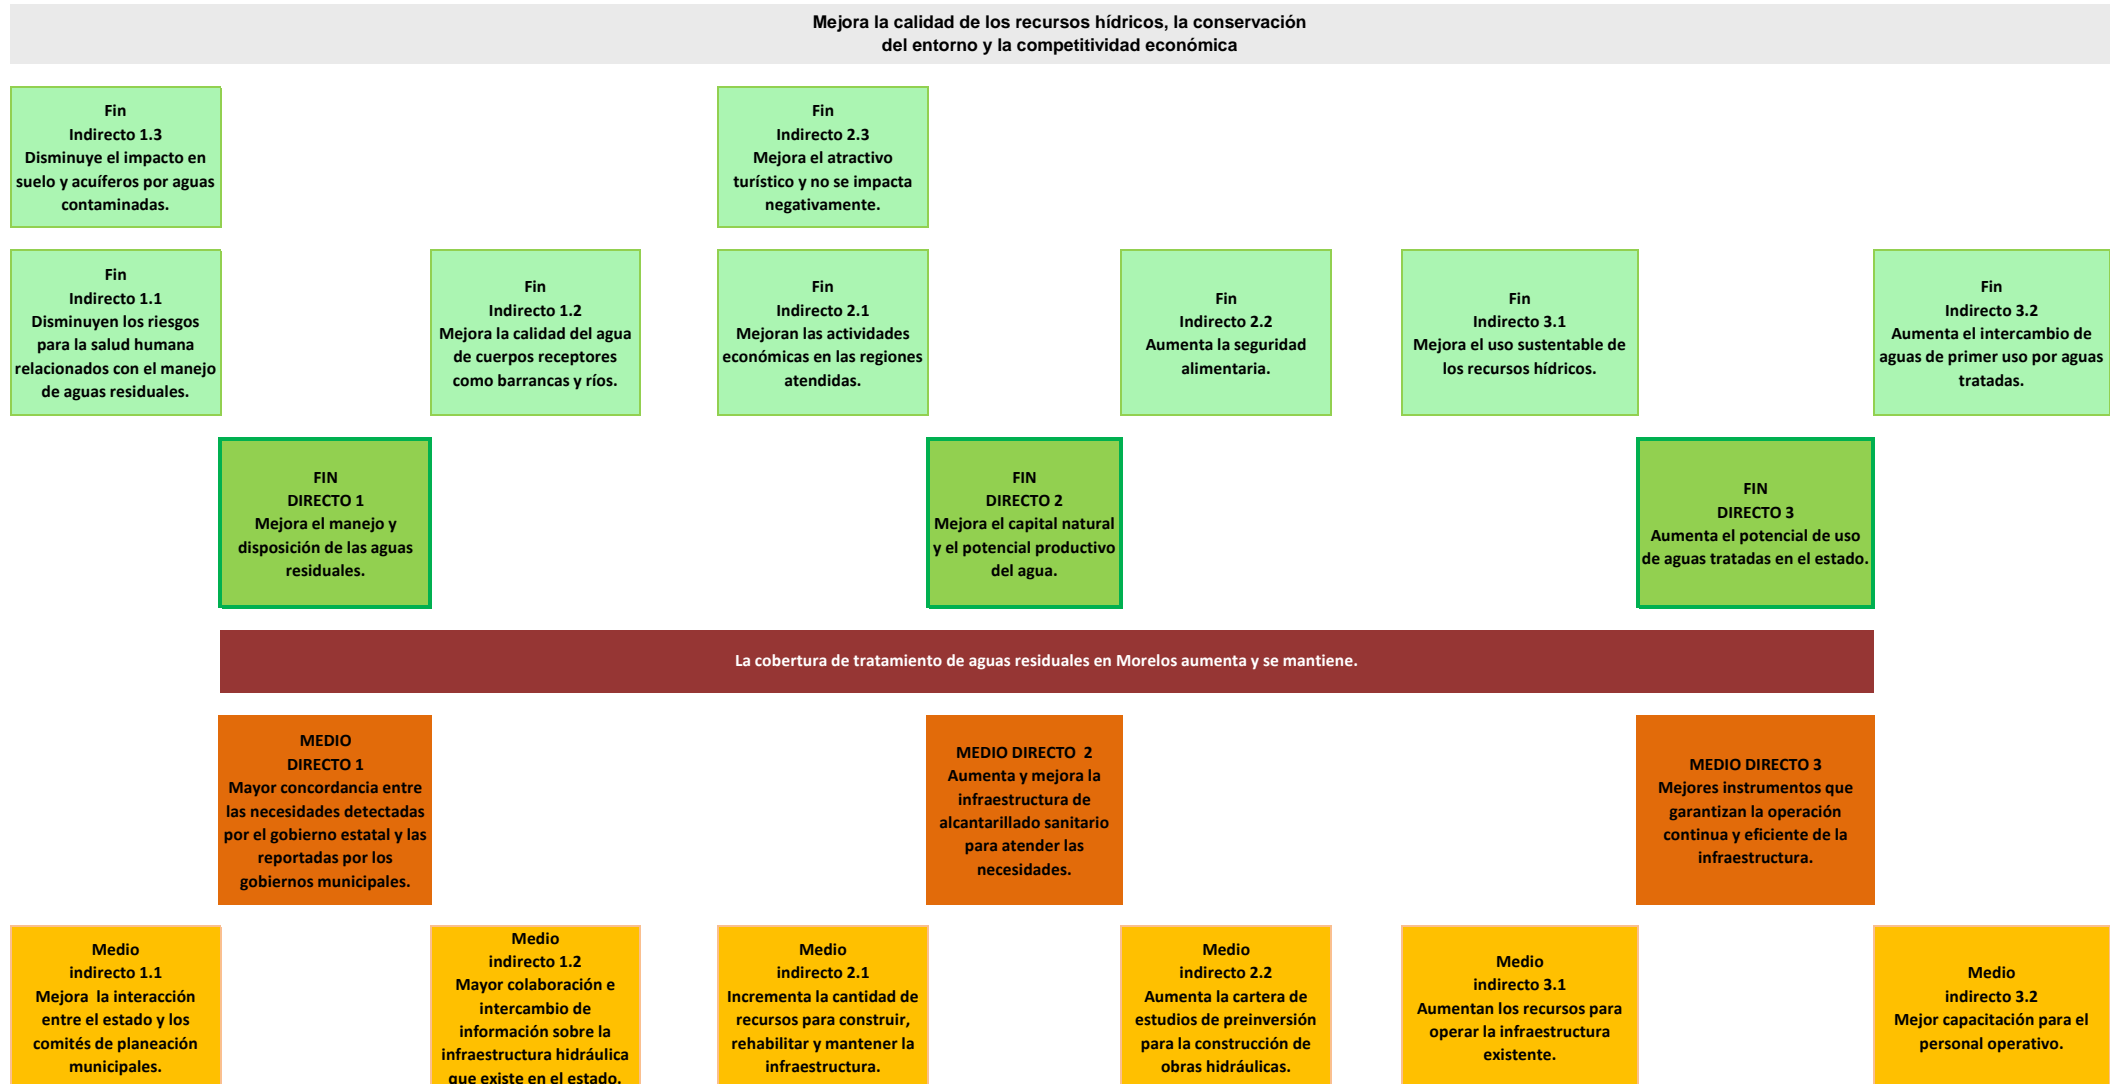 Mejora la calidad de los recursos hídricos, la conservación
del entorno y la competitividad económica
Fin
Indirecto 1.3
Disminuye el impacto en
suelo y acuíferos por aguas
contaminadas.
Fin
Indirecto 2.3
Mejora el atractivo
turístico y no se impacta
negativamente.
Fin
Indirecto 1.1
Disminuyen los riesgos
para la salud humana
relacionados con el manejo
de aguas residuales.
Fin
Indirecto 1.2
Mejora la calidad del agua
de cuerpos receptores
como barrancas y ríos.
Fin
Indirecto 2.1
Mejoran las actividades
económicas en las regiones
atendidas.
Fin
Indirecto 2.2
Aumenta la seguridad
alimentaria.
Fin
Indirecto 3.1
Mejora el uso sustentable de
los recursos hídricos.
Fin
Indirecto 3.2
Aumenta el intercambio de
aguas de primer uso por aguas
tratadas.
FIN
DIRECTO 1
Mejora el manejo y
disposición de las aguas
residuales.
FIN
DIRECTO 2
Mejora el capital natural
y el potencial productivo
del agua.
FIN
DIRECTO 3
Aumenta el potencial de uso
de aguas tratadas en el estado.
La cobertura de tratamiento de aguas residuales en Morelos aumenta y se mantiene.
MEDIO
DIRECTO 1
Mayor concordancia entre
las necesidades detectadas
por el gobierno estatal y las
reportadas por los
gobiernos municipales.
MEDIO DIRECTO  2
Aumenta y mejora la
infraestructura de
alcantarillado sanitario
para atender las
necesidades.
MEDIO DIRECTO 3
Mejores instrumentos que
garantizan la operación
continua y eficiente de la
infraestructura.
Medio
indirecto 1.1
Mejora  la interacción
entre el estado y los
comités de planeación
municipales.
Medio
indirecto 1.2
Mayor colaboración e
intercambio de
información sobre la
infraestructura hidráulica
que existe en el estado.
Medio
indirecto 2.1
Incrementa la cantidad de
recursos para construir,
rehabilitar y mantener la
infraestructura.
Medio
indirecto 2.2
Aumenta la cartera de
estudios de preinversión
para la construcción de
obras hidráulicas.
Medio
indirecto 3.1
Aumentan los recursos para
operar la infraestructura
existente.
Medio
indirecto 3.2
Mejor capacitación para el
personal operativo.